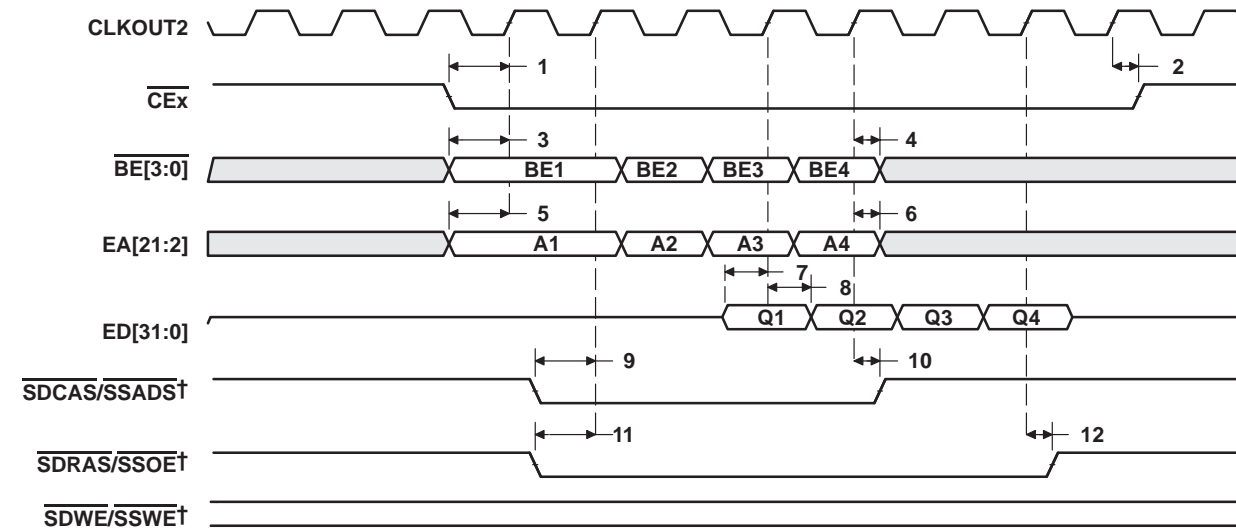 CLKOUT2
1
2
CEx
3
4
BE[3:0]
BE1 BE2 BE3 BE4
5
6
EA[21:2]
A1 A2 A3 A4
7
8
ED[31:0]
Q1 Q2 Q3 Q4
9
10
SDCAS/SSADS†
11
12
SDRAS/SSOE†
SDWE/SSWE†